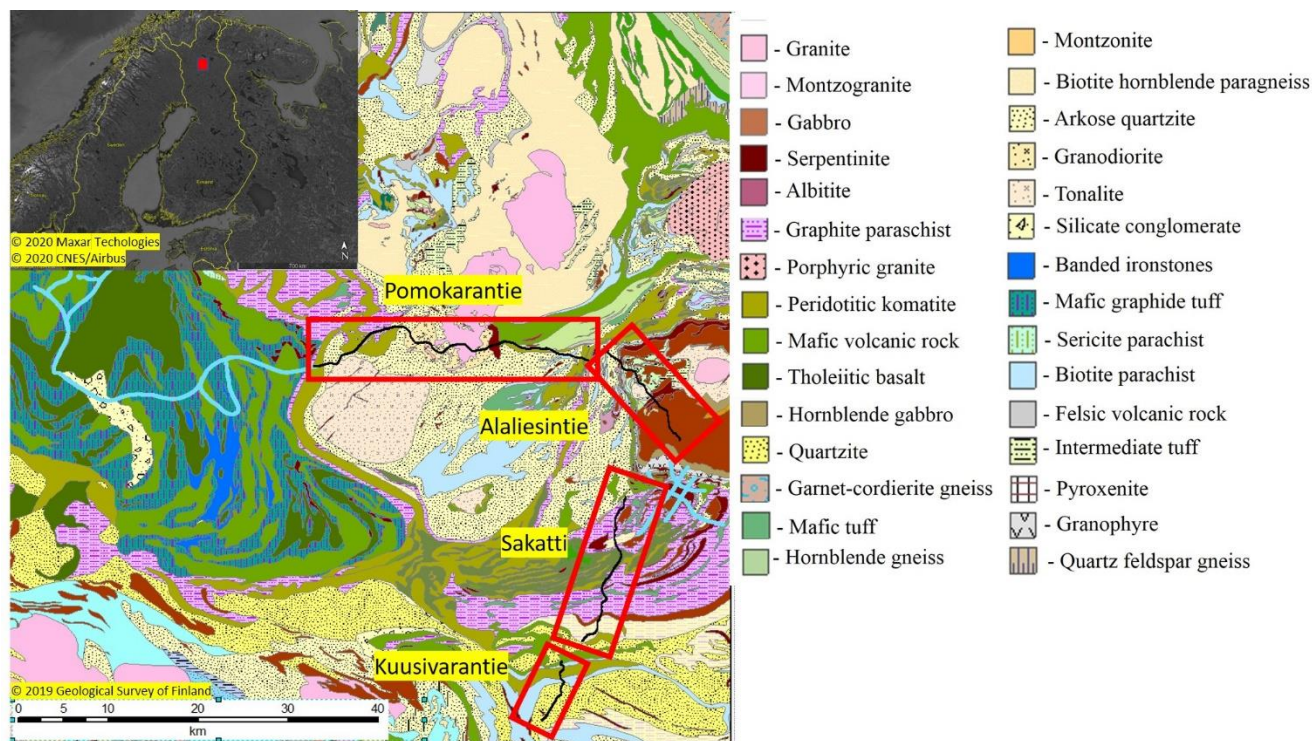 © 2020 Maxar Techologies
© 2020 CNES/Airbus
N
Pomokarantie
Alaliesintie
Sakatti
Kuusivarantie
© 2019 Geological Survey of Finland.
0 5 10 20 30 40
km
- Granite
- Montzogranite
- Gabbro
- Serpentinite
- Albitite
- Graphite paraschist
- Porphyric granite
- Peridotitic komatite
- Mafic volcanic rock
- Tholeiitic basalt
- Hornblende gabbro
- Quartzite
- Garnet-cordierite gneiss
- Mafic tuff
- Hornblende gneiss
- Montzonite
- Biotite hornblende paragneiss
- Arkose quartzite
- Granodiorite
- Tonalite
- Silicate conglomerate
- Banded ironstones
- Mafic graphide tuff
- Sericite parachist
- Biotite parachist
- Felsic volcanic rock
- Intermediate tuff
- Pyroxenite
- Granophyre
- Quartz feldspar gneiss